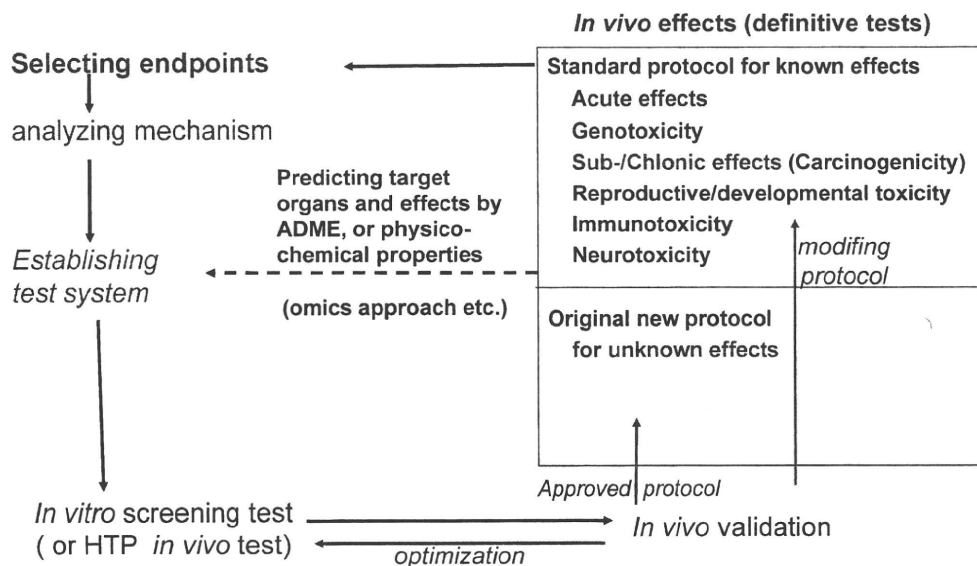 In vivo effects (definitive tests)
Selecting endpoints
Standard protocol for known effects
Acute effects
Genotoxicity
Sub-/Chlonic effects (Carcinogenicity)
Reproductive/developmental toxicity
Immunotoxicity
Neurotoxicity
analyzing mechanism
Predicting target
organs and effects by
ADME, or physico-
chemical properties
(omics approach etc.)
modifing
protocol
Establishing
test system
Original new protocol
for unknown effects
Approved protocol
In vitro screening test
( or HTP in vivo test)
optimization
In vivo validation